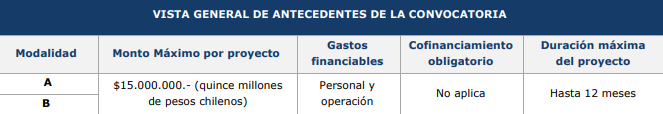 VISTA GENERAL DE ANTECEDENTES DE LA CONVOCATORIA
Modalidad
Monto Máximo por proyecto
Gastos
financiables
Cofinanciamiento
obligatorio
Duración máxima
del proyecto
A
B
$15.000.000.- (quince millones
de pesos chilenos)
Personal y
operación
No aplica
Hasta 12 meses